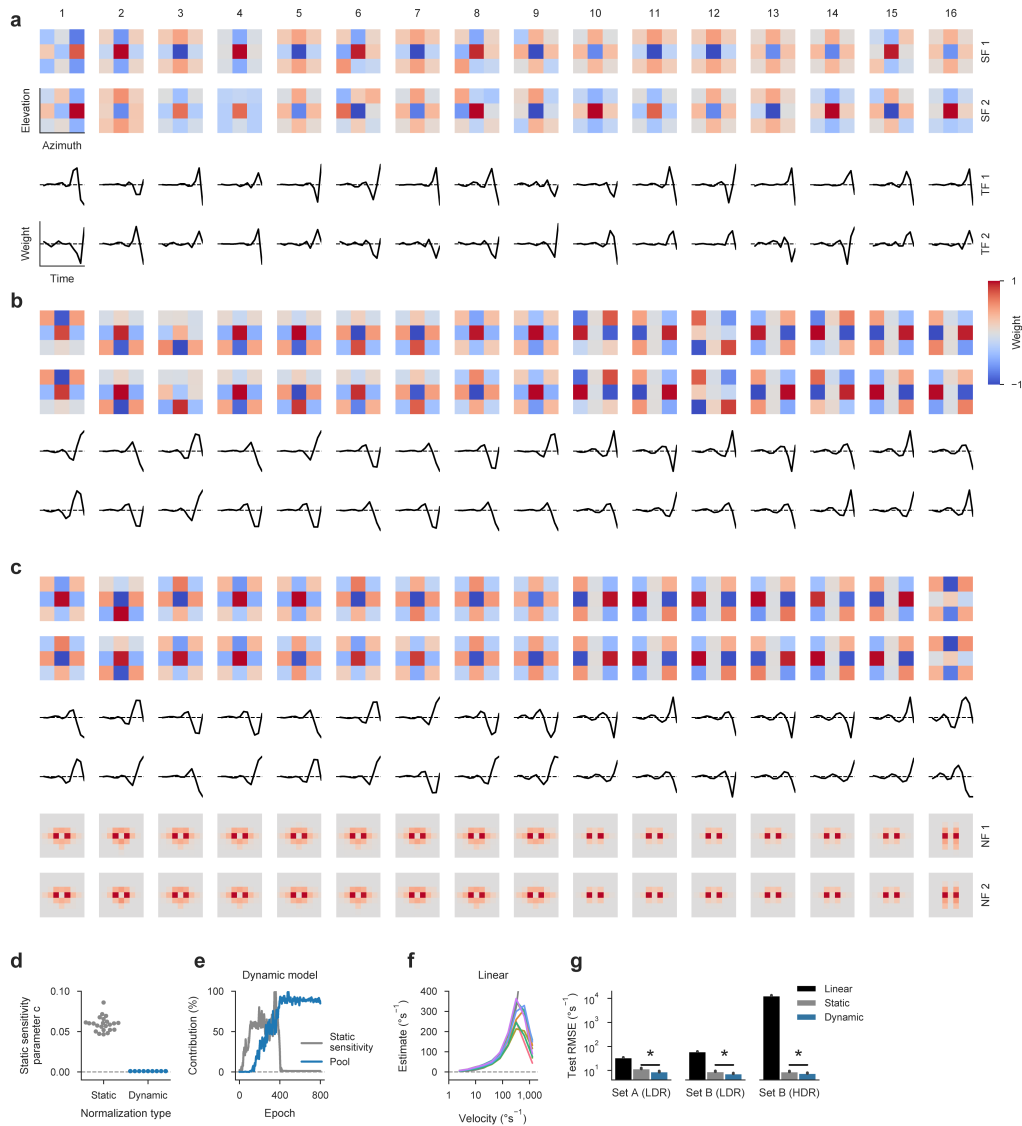 a
1 2 3 4 5 6 7 8 9 10 11 12 13 14 15 16
SF 1
Elevation
Azimuth
SF 2
TF 1
Weight
Time
TF 2
b
1
Weight
−1
c
NF 1
NF 2
d
Static sensitivity
parameter c
0.10
0.05
0.00
Static Dynamic
Normalization type
e
Dynamic model
Contribution (%)
100
50
0
Static
sensitivity
Pool
0 400 800
Epoch
f
Linear
Estimate (°s⁻¹)
400
300
200
100
0
1 10 100 1,000
Velocity (°s⁻¹)
g
Test RMSE (°s⁻¹)
10⁴
10³
10²
10¹
Linear
Static
Dynamic
* * *
Set A (LDR) Set B (LDR) Set B (HDR)